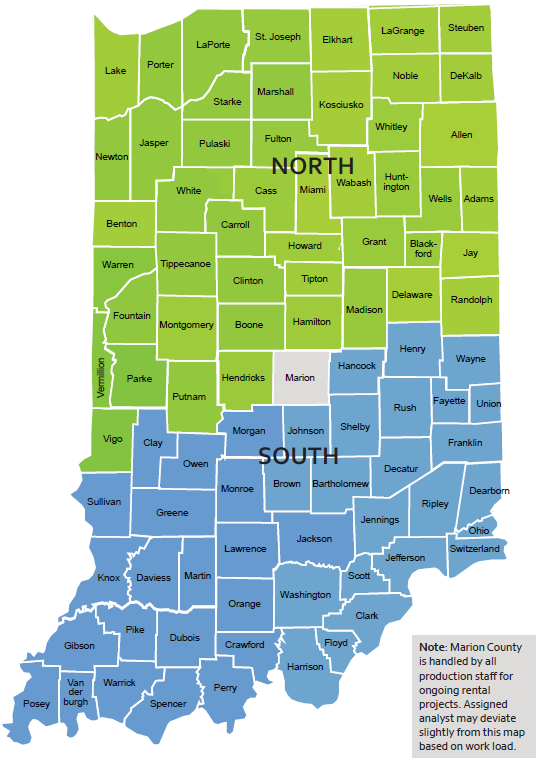 Steuben
LaGrange
St. Joseph
Elkhart
LaPorte
Porter
Lake
Noble
DeKalb
Marshall
Starke
Kosciusko
Whitley
Allen
Fulton
Jasper
Pulaski
Newton
NORTH
White
Cass
Miami
Wabash
Hunt-
ington
Wells
Adams
Benton
Carroll
Howard
Grant
Black-
ford
Jay
Warren
Tippecanoe
Clinton
Tipton
Delaware
Randolph
Fountain
Montgomery
Boone
Hamilton
Madison
Henry
Wayne
Vermillion
Parke
Hendricks
Marion
Hancock
Putnam
Rush
Fayette
Union
Shelby
Morgan
Johnson
Vigo
Clay
Franklin
SOUTH
Owen
Decatur
Monroe
Brown
Bartholomew
Dearborn
Sullivan
Ripley
Greene
Jennings
Ohio
Jackson
Lawrence
Switzerland
Jefferson
Knox
Daviess
Martin
Scott
Washington
Orange
Clark
Pike
Dubois
Gibson
Crawford
Floyd
Harrison
Van
der
burgh
Warrick
Perry
Posey
Spencer
Note: Marion County
is handled by all
production staff for
ongoing rental
projects. Assigned
analyst may deviate
slightly from this map
based on work load.